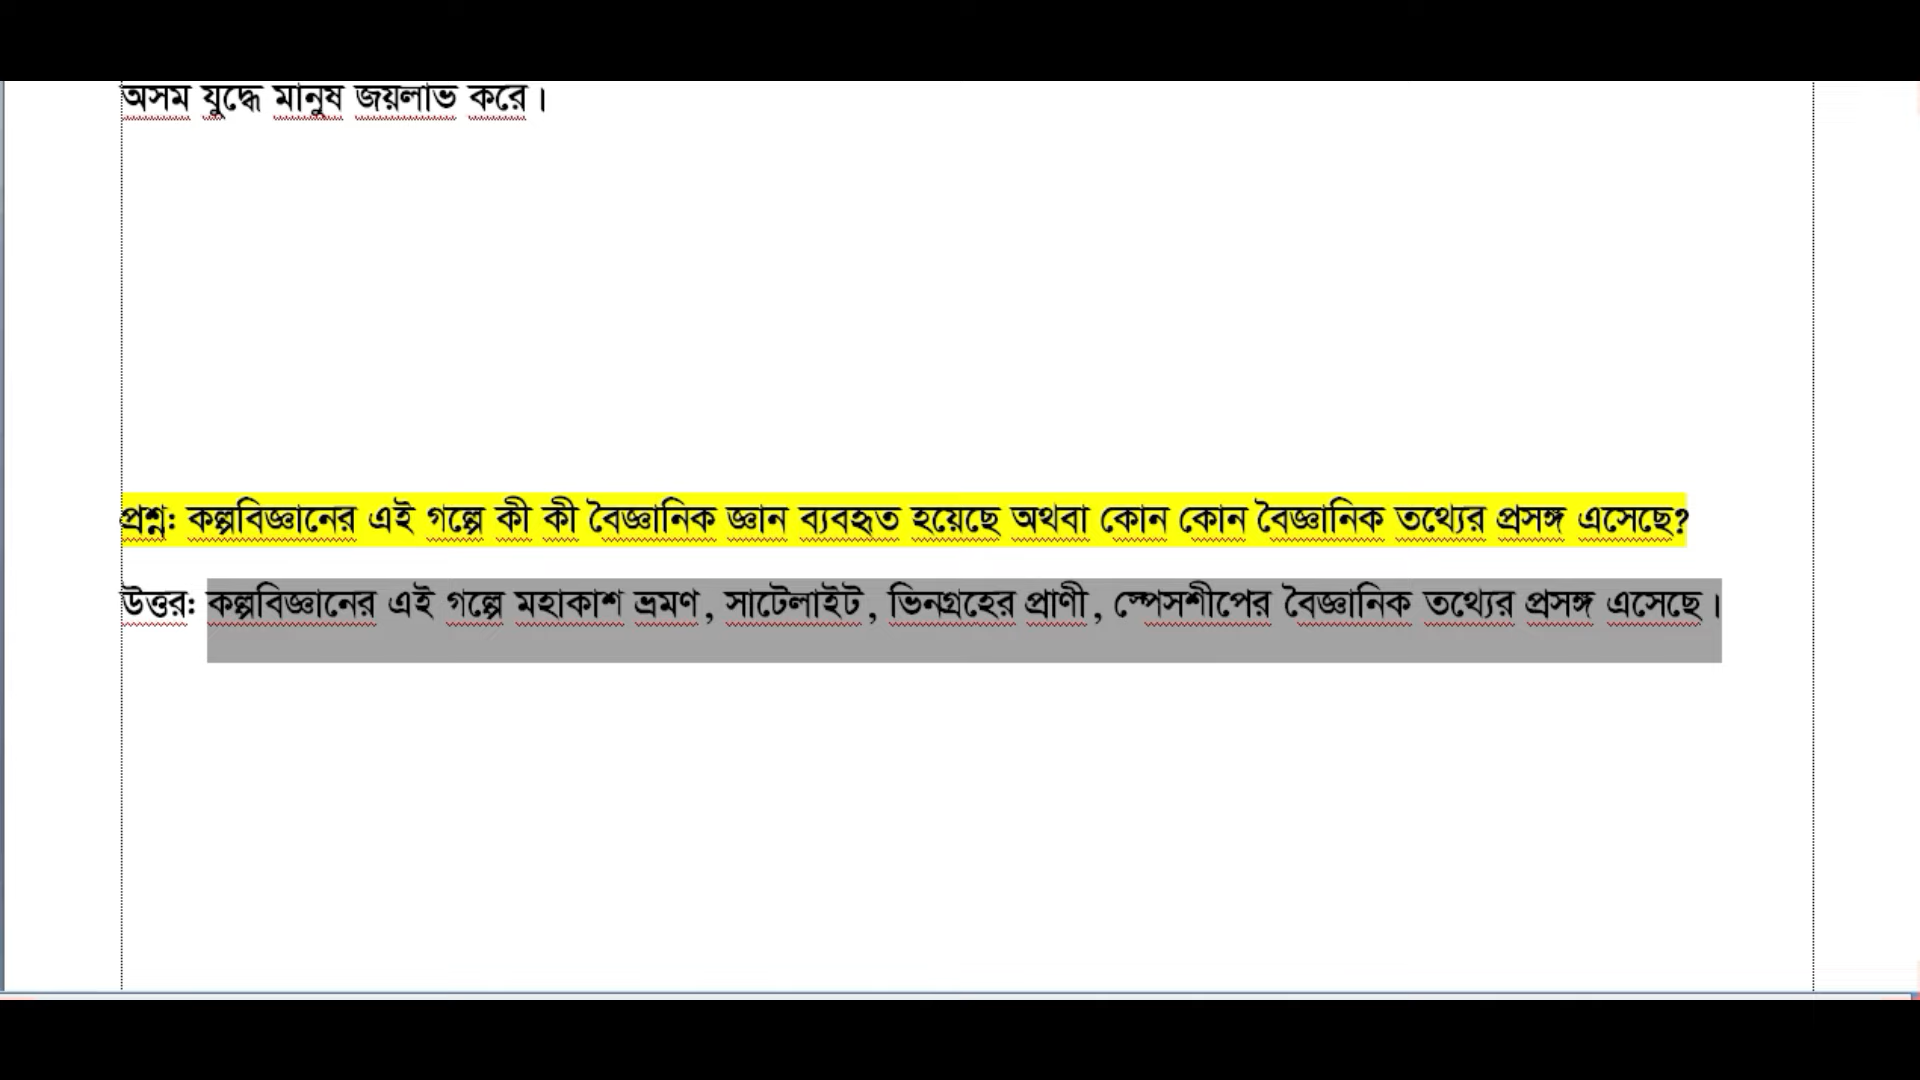 অসম যুদ্ধে মানুষ জয়লাভ করে।
প্রশ্ন: কল্পবিজ্ঞানের এই গল্পে কী কী বৈজ্ঞানিক জ্ঞান ব্যবহৃত হয়েছে অথবা কোন কোন বৈজ্ঞানিক তথ্যের প্রসঙ্গ এসেছে?
উত্তর: কল্পবিজ্ঞানের এই গল্পে মহাকাশ ভ্রমণ, সাটেলাইট, ভিনগ্রহের প্রাণী, স্পেসশীপের বৈজ্ঞানিক তথ্যের প্রসঙ্গ এসেছে।